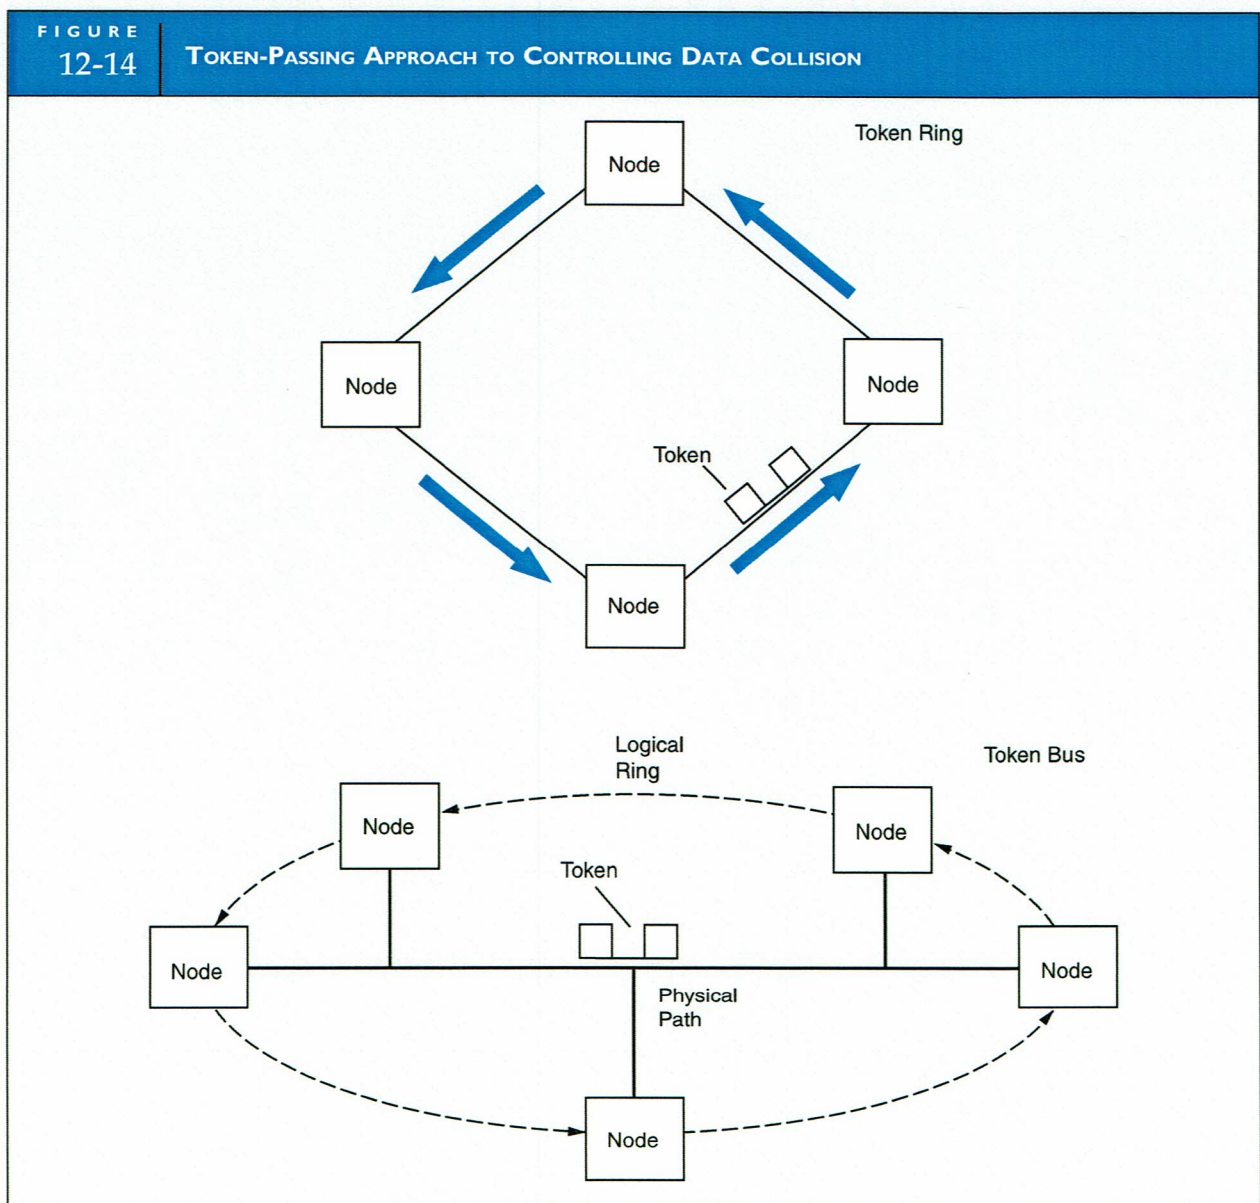 FIGURE
12-14
TOKEN-PASSING APPROACH TO CONTROLLING DATA COLLISION
Token Ring
Node
Node
Node
Token
Node
Logical
Ring
Token Bus
Node
Node
Token
Node
Node
Physical
Path
Node